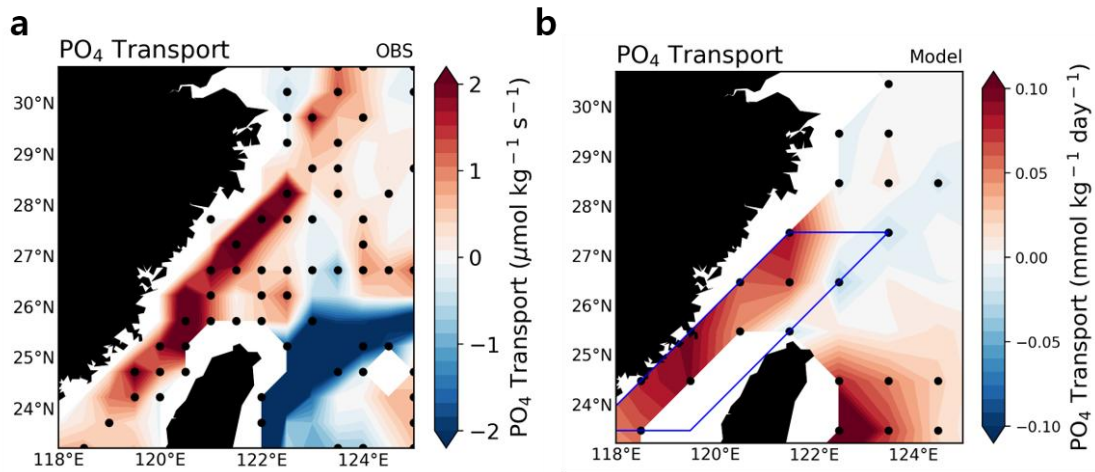 a
PO₄ Transport
OBS
30°N
29°N
28°N
27°N
26°N
25°N
24°N
118°E
120°E
122°E
124°E
2
1
0
−1
−2
PO₄ Transport (μmol kg⁻¹ s⁻¹)
b
PO₄ Transport
Model
30°N
29°N
28°N
27°N
26°N
25°N
24°N
118°E
120°E
122°E
124°E
0.10
0.05
0.00
−0.05
−0.10
PO₄ Transport (mmol kg⁻¹ day⁻¹)